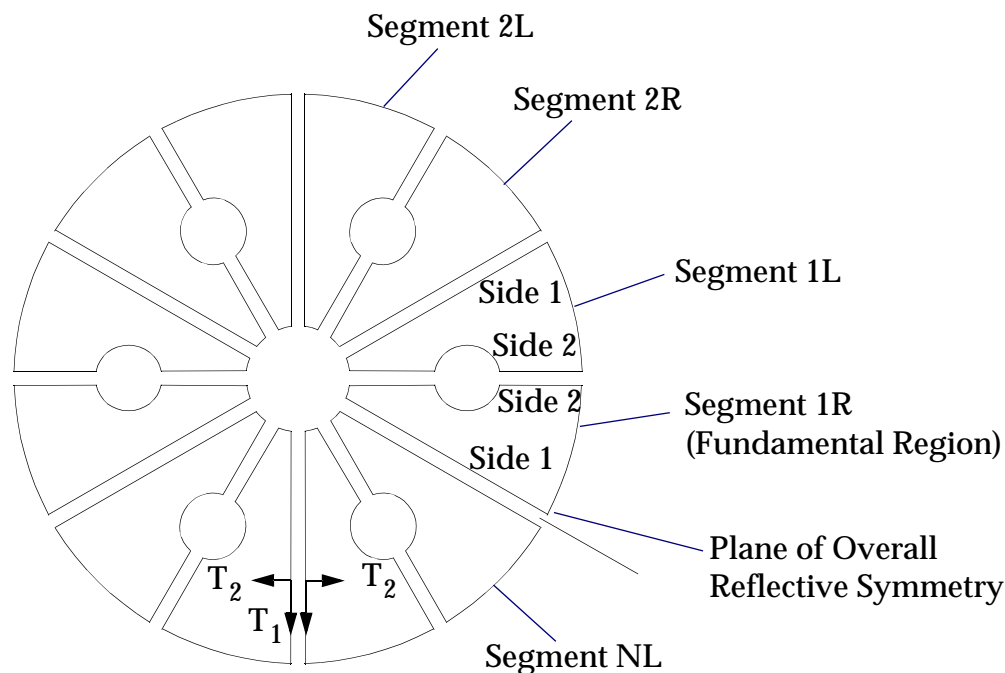 Segment 2L
Segment 2R
Segment 1L
Side 1
Side 2
Side 2
Segment 1R
(Fundamental Region)
Side 1
Plane of Overall
Reflective Symmetry
T2
T2
T1
Segment NL